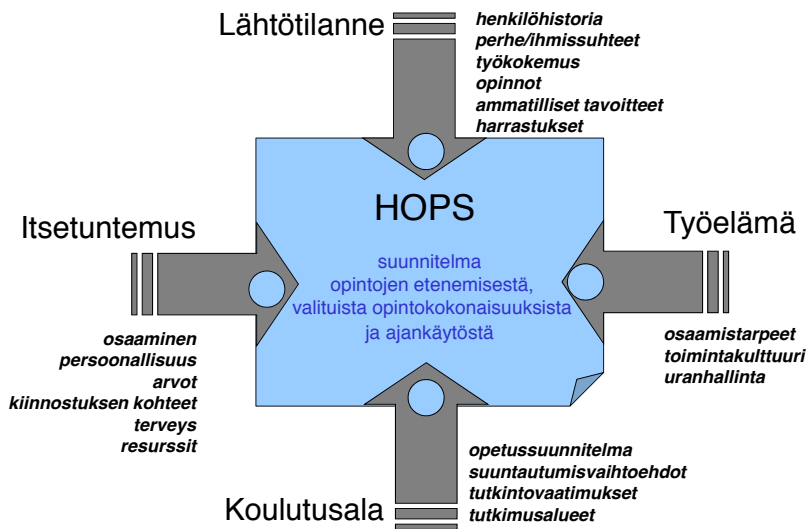 Lähtötilanne
henkilöhistoria
perhe/ihmissuhteet
työkokemus
opinnot
ammatilliset tavoitteet
harrastukset
HOPS
suunnitelma
opintojen etenemisestä,
valituista opintokokonaisuuksista
ja ajankäytöstä
Itsetuntemus
osaaminen
persoonallisuus
arvot
kiinnostuksen kohteet
terveys
resurssit
Työelämä
osaamistarpeet
toimintakulttuuri
uranhallinta
Koulutusala
opetussuunnitelma
suuntautumisvaihtoehdot
tutkintovaatimukset
tutkimusalueet